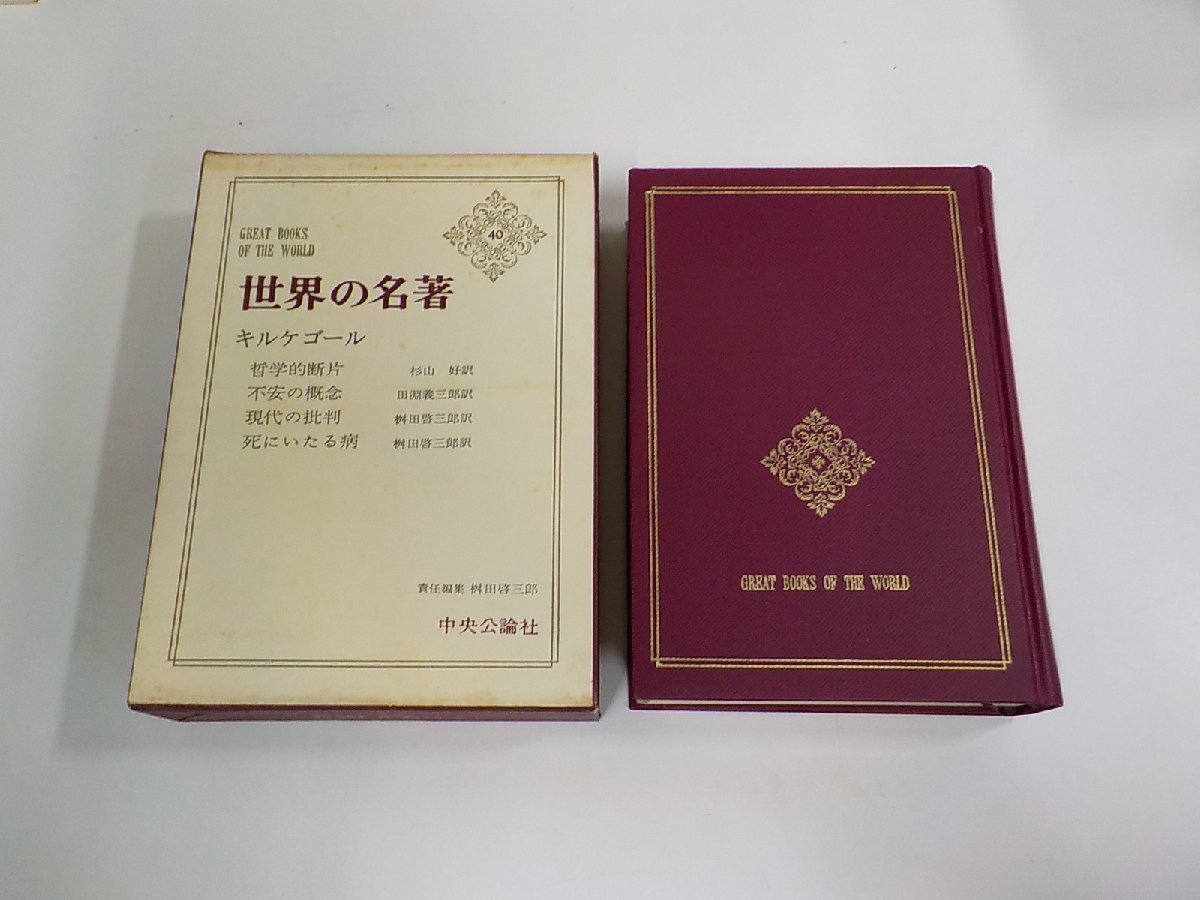 GREAT BOOKS
OF THE WORLD
40
世界の名著
キルケゴール
哲学的断片 杉山 好訳
不安の概念 田淵義三郎訳
現代の批判 桝田啓三郎訳
死にいたる病 桝田啓三郎訳
責任編集 桝田啓三郎
中央公論社
GREAT BOOKS OF THE WORLD